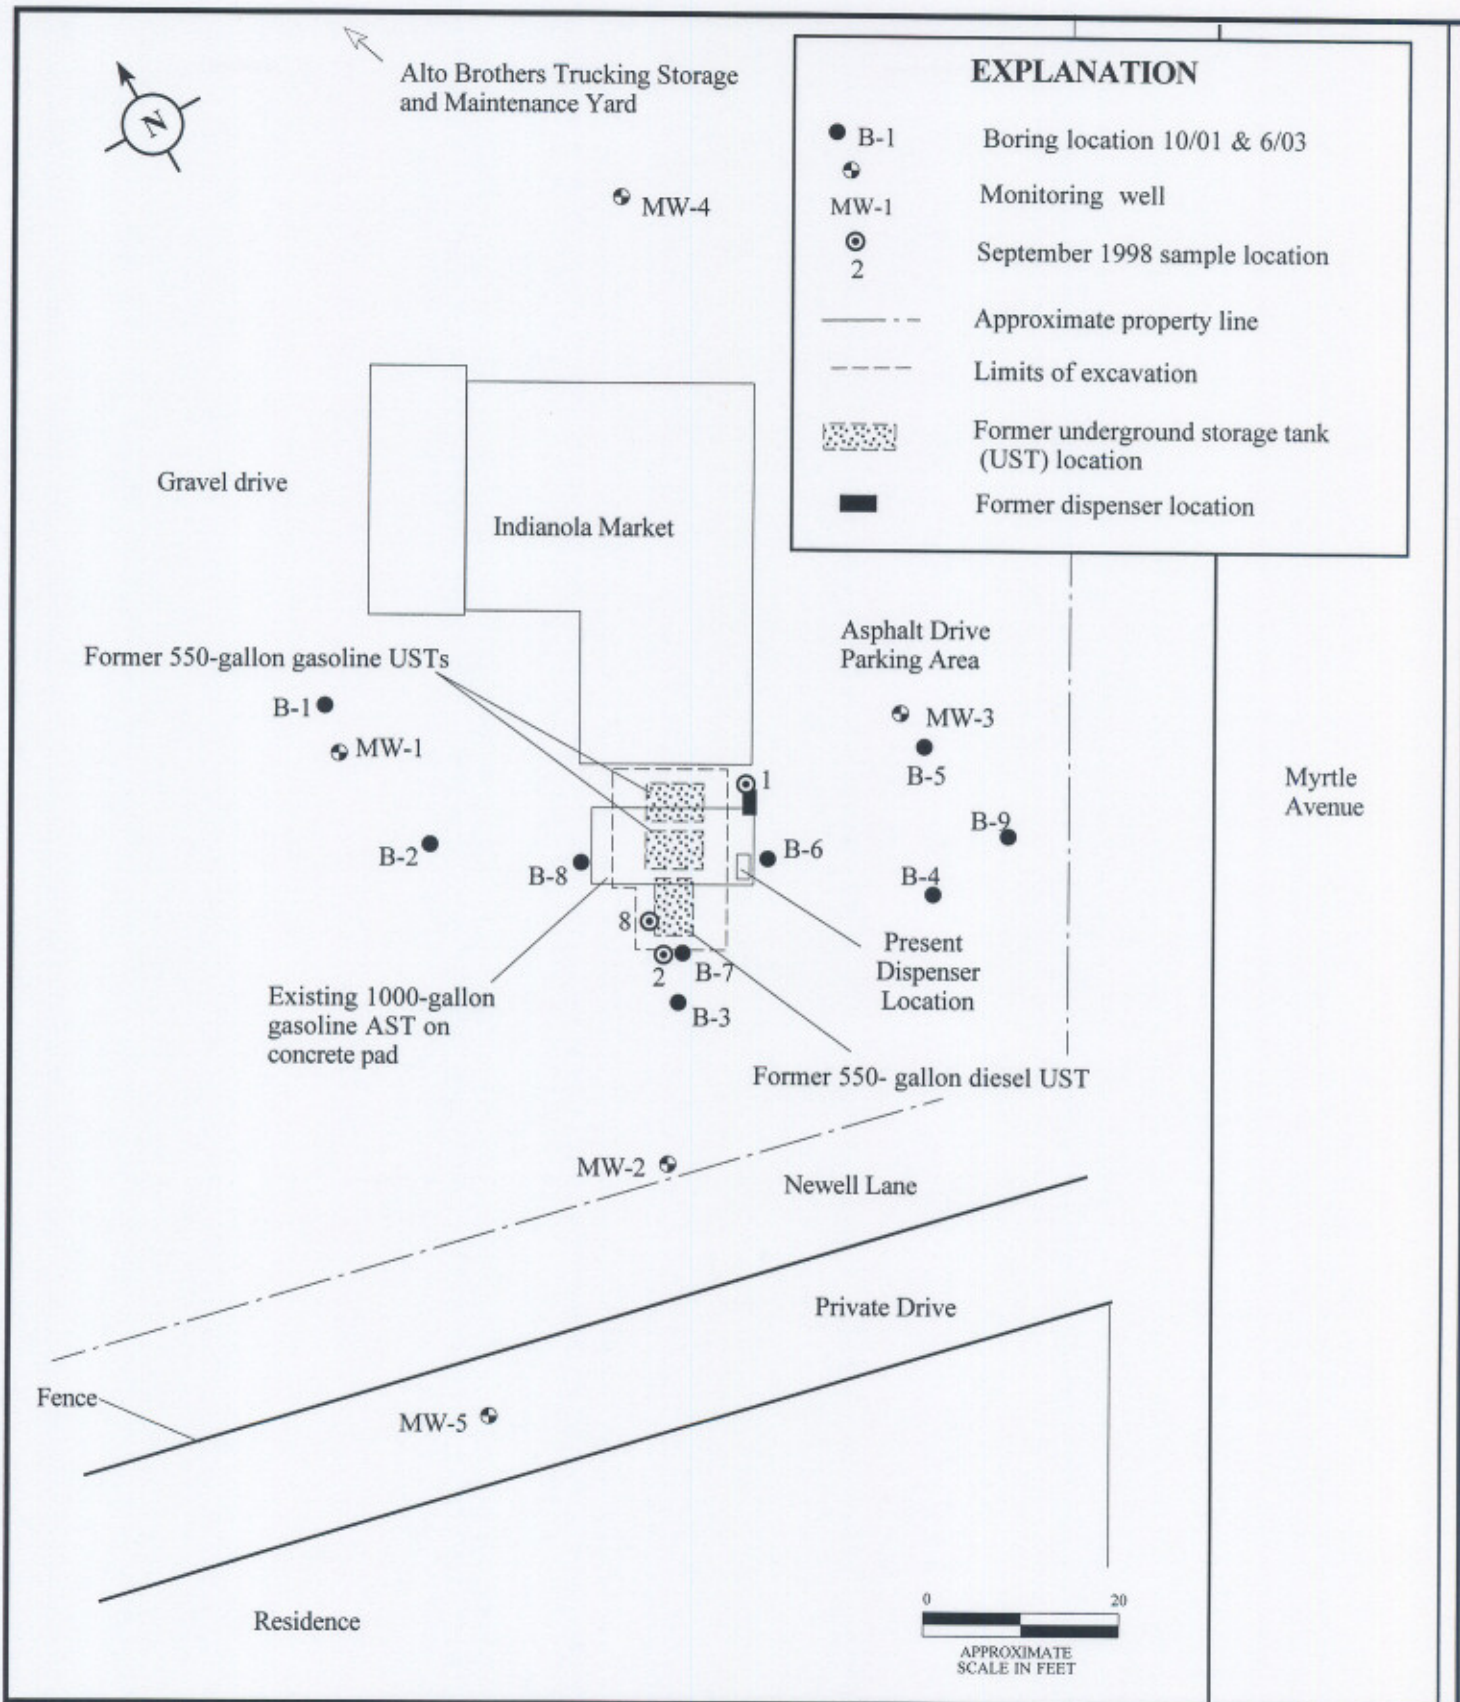 N
Alto Brothers Trucking Storage
and Maintenance Yard
MW-4
EXPLANATION
B-1
Boring location 10/01 & 6/03
MW-1
Monitoring well
2
September 1998 sample location
Approximate property line
Limits of excavation
Former underground storage tank
(UST) location
Former dispenser location
Gravel drive
Indianola Market
Former 550-gallon gasoline USTs
Asphalt Drive
Parking Area
B-1
MW-1
MW-3
B-5
1
Myrtle
Avenue
B-9
B-2
B-8
B-6
B-4
8
2
B-7
B-3
Present
Dispenser
Location
Existing 1000-gallon
gasoline AST on
concrete pad
Former 550- gallon diesel UST
MW-2
Newell Lane
Private Drive
Fence
MW-5
Residence
0 20
APPROXIMATE
SCALE IN FEET